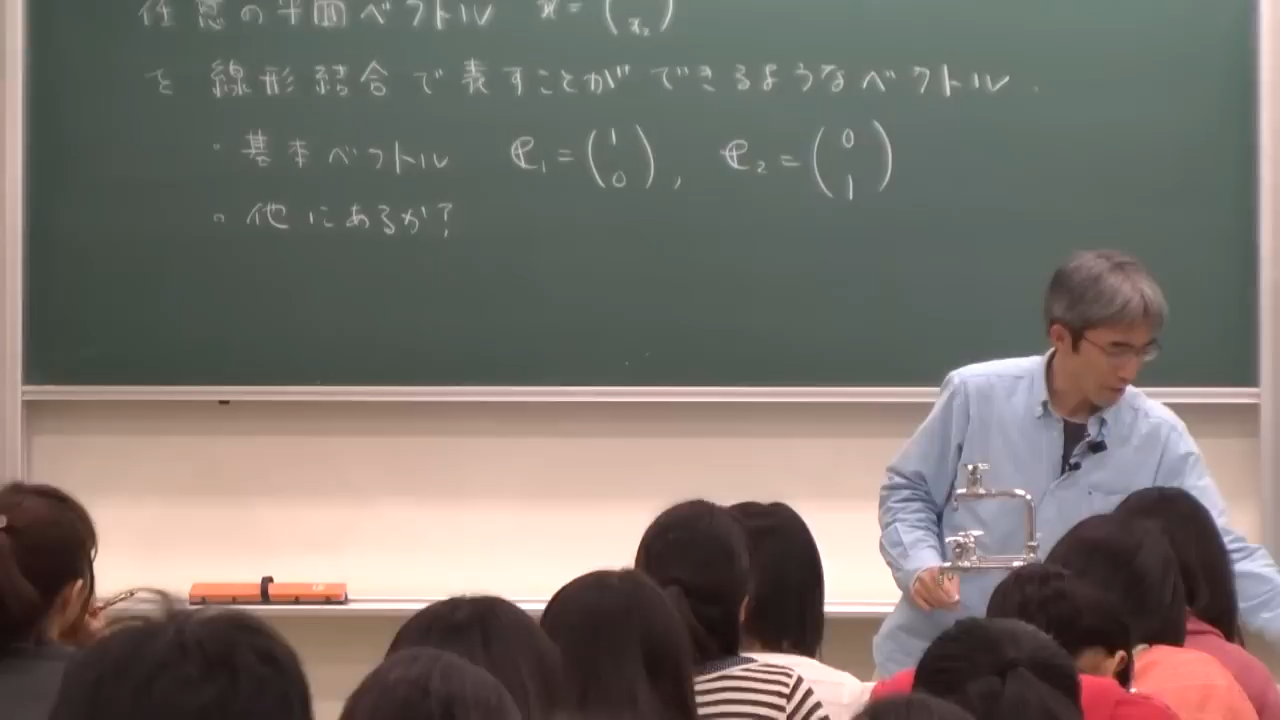 任意の平面ベクトル x = ( x₂ )
を 線形結合で表すことができるようなベクトル.
・基本ベクトル e₁ = (1 0), e₂ = (0 1)
・他にあるか?